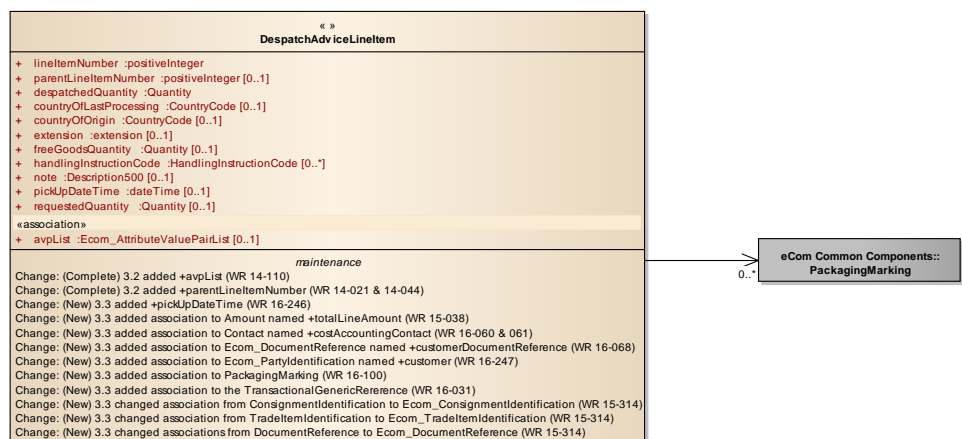 « »
DespatchAdviceLineItem
+ lineItemNumber :positiveInteger
+ parentLineItemNumber :positiveInteger [0..1]
+ despatchedQuantity :Quantity
+ countryOfLastProcessing :CountryCode [0..1]
+ countryOfOrigin :CountryCode [0..1]
+ extension :extension [0..1]
+ freeGoodsQuantity :Quantity [0..1]
+ handlingInstructionCode :HandlingInstructionCode [0..*]
+ note :Description500 [0..1]
+ pickUpDateTime :dateTime [0..1]
+ requestedQuantity :Quantity [0..1]
«association»
+ avpList :Ecom_AttributeValuePairList [0..1]
maintenance
Change: (Complete) 3.2 added +avpList (WR 14-110)
Change: (Complete) 3.2 added +parentLineItemNumber (WR 14-021 & 14-044)
Change: (New) 3.3 added +pickUpDateTime (WR 16-246)
Change: (New) 3.3 added association to Amount named +totalLineAmount (WR 15-038)
Change: (New) 3.3 added association to Contact named +costAccountingContact (WR 16-060 & 061)
Change: (New) 3.3 added association to Ecom_DocumentReference named +customerDocumentReference (WR 16-068)
Change: (New) 3.3 added association to Ecom_PartyIdentification named +customer (WR 16-247)
Change: (New) 3.3 added association to PackagingMarking (WR 16-100)
Change: (New) 3.3 added association to the TransactionalGenericRererence (WR 16-031)
Change: (New) 3.3 changed association from ConsignmentIdentification to Ecom_ConsignmentIdentification (WR 15-314)
Change: (New) 3.3 changed association from TradeItemIdentification to Ecom_TradeItemIdentification (WR 15-314)
Change: (New) 3.3 changed associations from DocumentReference to Ecom_DocumentReference (WR 15-314)
0..*
eCom Common Components::
PackagingMarking